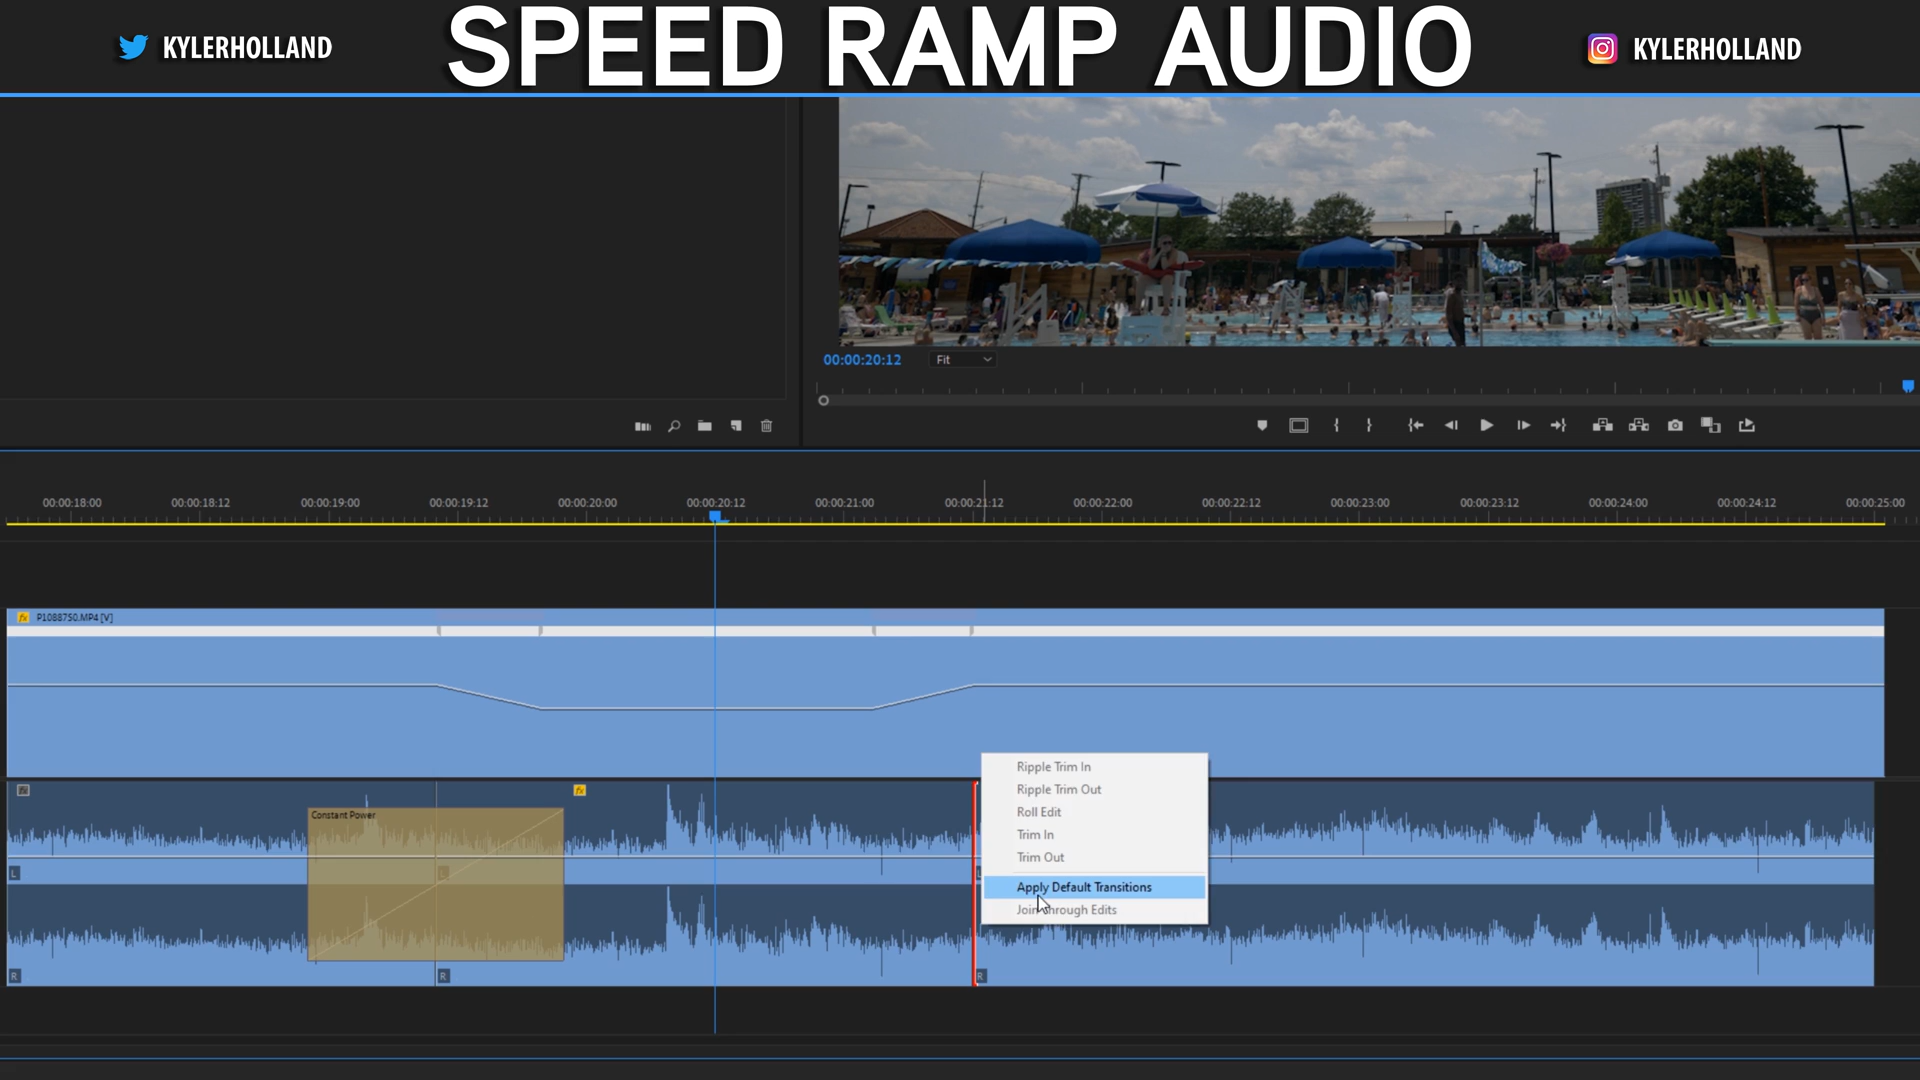 KYLERHOLLAND
SPEED RAMP AUDIO
KYLERHOLLAND
00:00:20:12
Fit
00:00:18:00
00:00:18:12
00:00:19:00
00:00:19:12
00:00:20:00
00:00:20:12
00:00:21:00
00:00:21:12
00:00:22:00
00:00:22:12
00:00:23:00
00:00:23:12
00:00:24:00
00:00:24:12
00:00:25:00
fx P1088750.MP4 [V]
fx
fx
Constant Power
Ripple Trim In
Ripple Trim Out
Roll Edit
Trim In
Trim Out
Apply Default Transitions
Join Through Edits
L
L
R
R
R